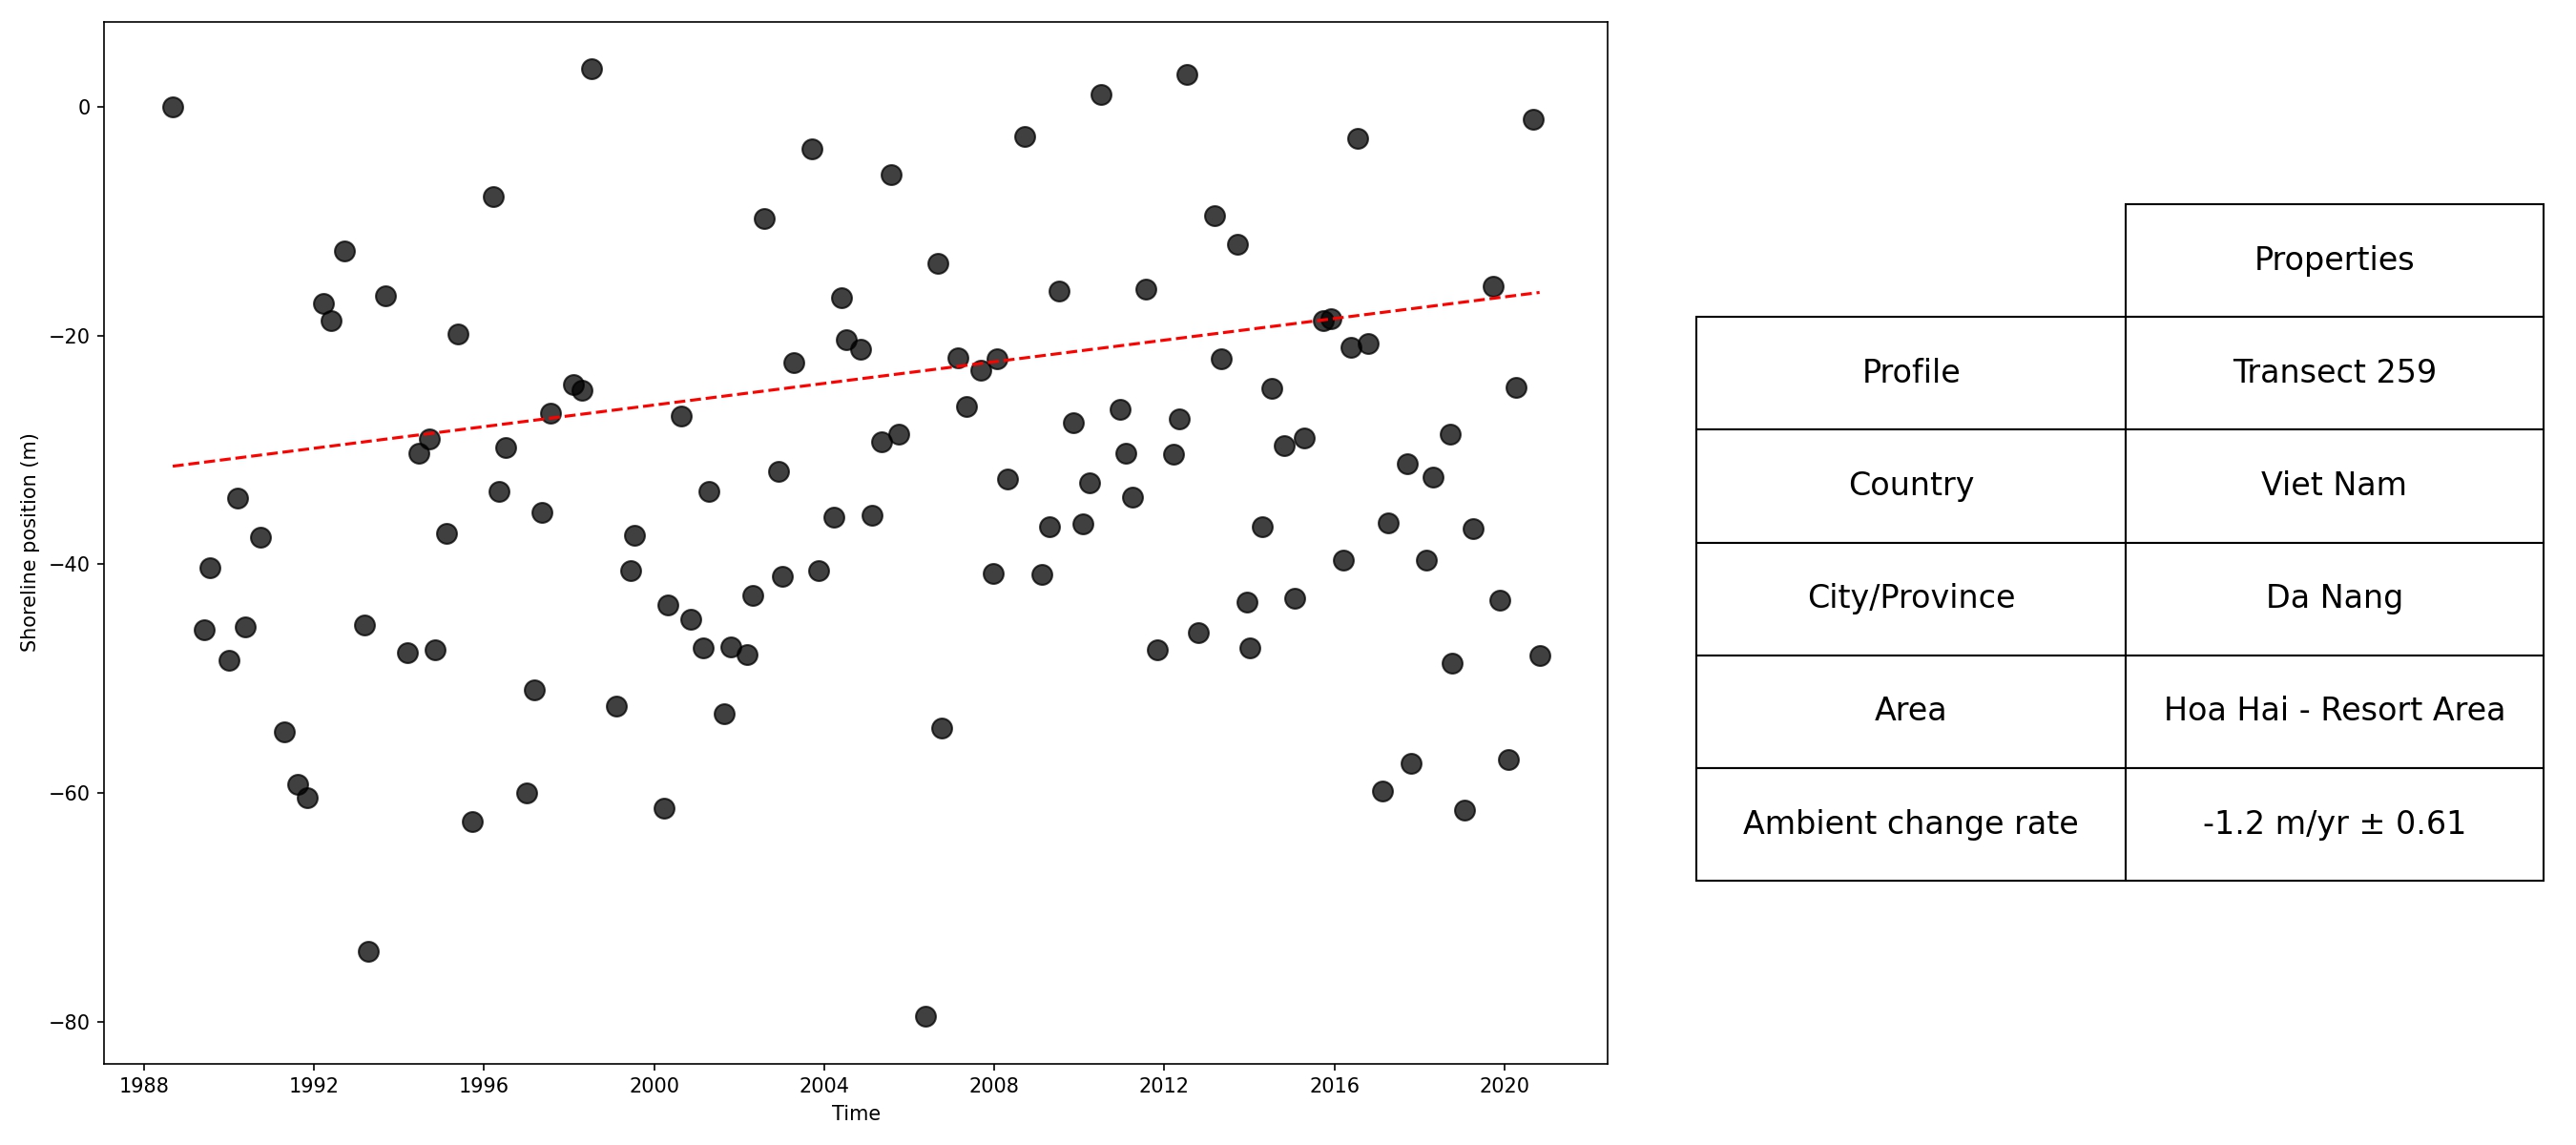 0
−20
−40
−60
−80
Shoreline position (m)
1988 1992 1996 2000 2004 2008 2012 2016 2020
Time
Properties
Profile Transect 259
Country Viet Nam
City/Province Da Nang
Area Hoa Hai - Resort Area
Ambient change rate -1.2 m/yr ± 0.61